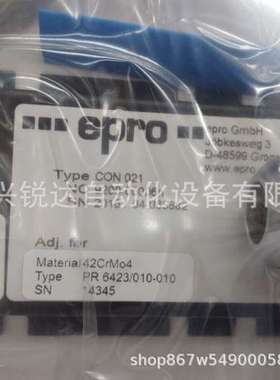 epro
epro GmbH
Jöbkesweg 3
D-48599 Gro
www.epro
Type CON 021
兴锐达自动化设备有限公
Adj. for
Material 42CrMo4
Type PR 6423/010-010
SN 14345
shop867w5490005